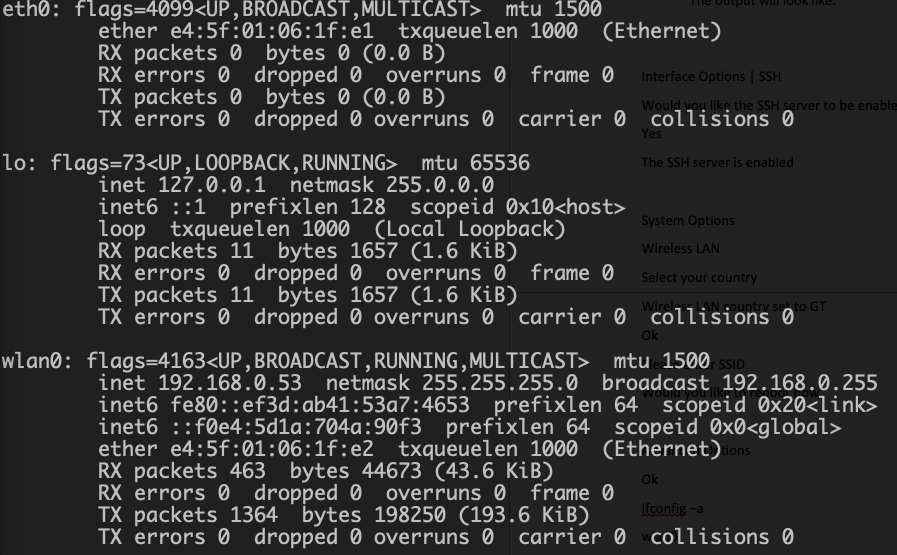 The output will look like:
eth0: flags=4099<UP,BROADCAST,MULTICAST>  mtu 1500
ether e4:5f:01:06:1f:e1  txqueuelen 1000  (Ethernet)
RX packets 0  bytes 0 (0.0 B)
RX errors 0  dropped 0  overruns 0  frame 0
Interface Options | SSH
TX packets 0  bytes 0 (0.0 B)
Would you like the SSH server to be enable
TX errors 0  dropped 0 overruns 0  carrier 0  collisions 0
Yes
lo: flags=73<UP,LOOPBACK,RUNNING>  mtu 65536
The SSH server is enabled
inet 127.0.0.1  netmask 255.0.0.0
inet6 ::1  prefixlen 128  scopeid 0x10<host>
System Options
loop  txqueuelen 1000  (Local Loopback)
RX packets 11  bytes 1657 (1.6 KiB)
Wireless LAN
RX errors 0  dropped 0  overruns 0  frame 0
Select your country
TX packets 11  bytes 1657 (1.6 KiB)
Wireless LAN country set to GT
TX errors 0  dropped 0 overruns 0  carrier 0  collisions 0
Ok
wlan0: flags=4163<UP,BROADCAST,RUNNING,MULTICAST>  mtu 1500
SSID
inet 192.168.0.53  netmask 255.255.255.0  broadcast 192.168.0.255
Would you like to reboot now
inet6 fe80::ef3d:ab41:53a7:4653  prefixlen 64  scopeid 0x20<link>
inet6 ::f0e4:5d1a:704a:90f3  prefixlen 64  scopeid 0x0<global>
ether e4:5f:01:06:1f:e2  txqueuelen 1000  (Ethernet)
RX packets 463  bytes 44673 (43.6 KiB)
Ok
RX errors 0  dropped 0  overruns 0  frame 0
Ifconfig –a
TX packets 1364  bytes 198250 (193.6 KiB)
TX errors 0  dropped 0 overruns 0  carrier 0  collisions 0